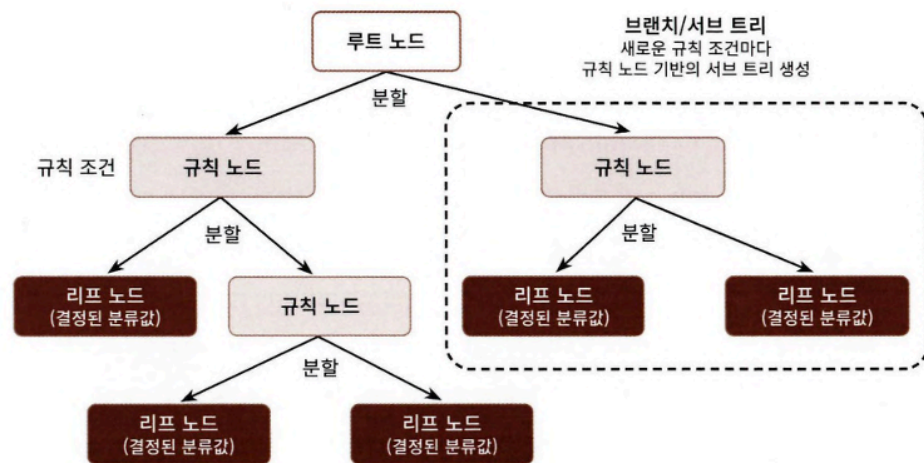 루트 노드
브랜치/서브 트리
새로운 규칙 조건마다
규칙 노드 기반의 서브 트리 생성
분할
규칙 조건
규칙 노드
규칙 노드
분할
분할
리프 노드
(결정된 분류값)
규칙 노드
리프 노드
(결정된 분류값)
리프 노드
(결정된 분류값)
분할
리프 노드
(결정된 분류값)
리프 노드
(결정된 분류값)